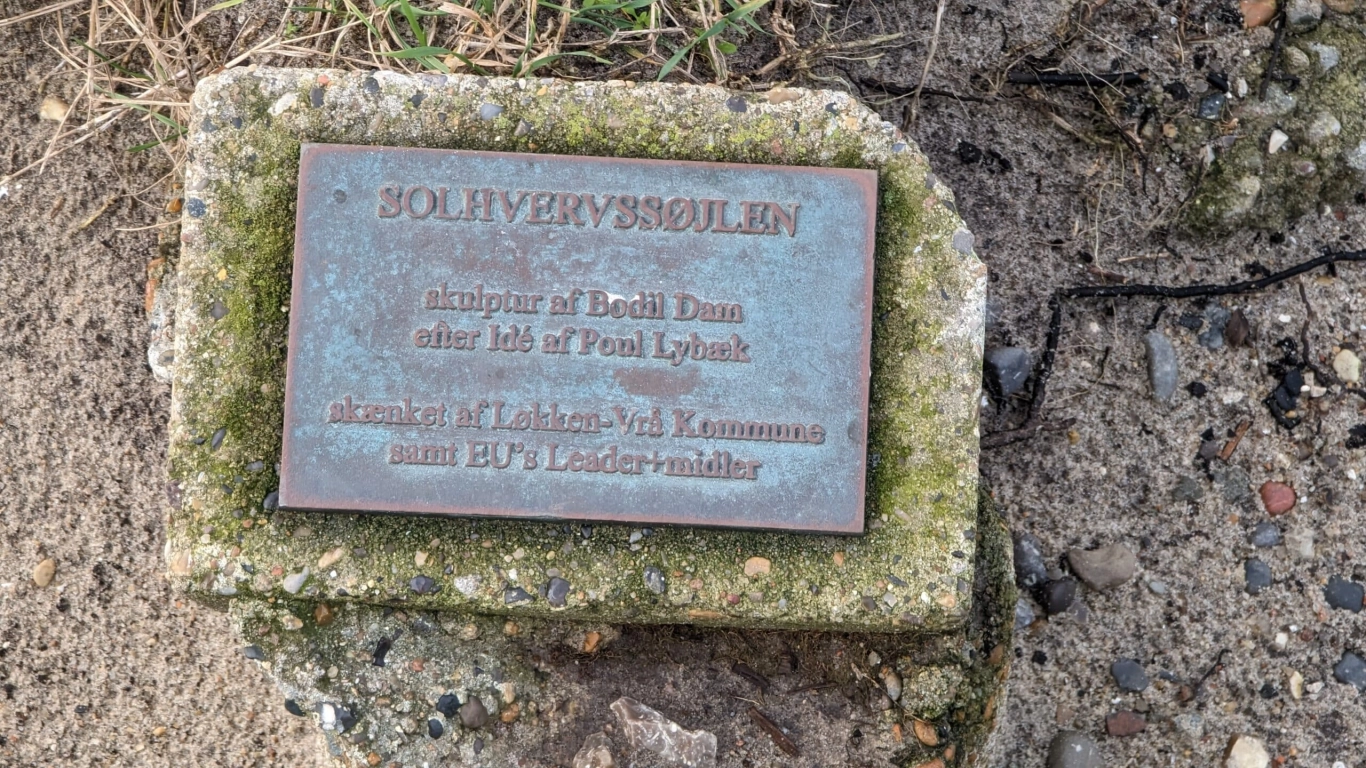 SOLHVERVSSØJLEN
skulptur af Bodil Dam
efter Idé af Poul Lybæk
skænket af Løkken-Vrå Kommune
samt EU's Leader+midler